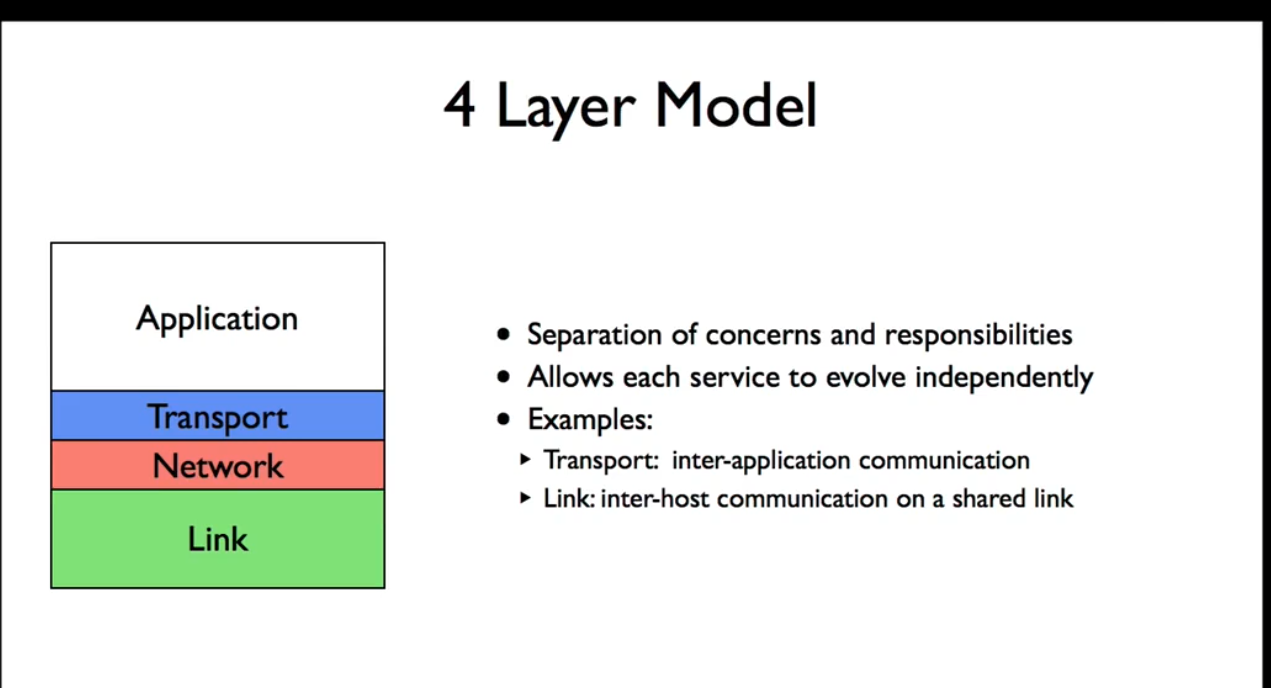 4 Layer Model
Application
Transport
Network
Link
• Separation of concerns and responsibilities
• Allows each service to evolve independently
• Examples:
▸ Transport: inter-application communication
▸ Link: inter-host communication on a shared link